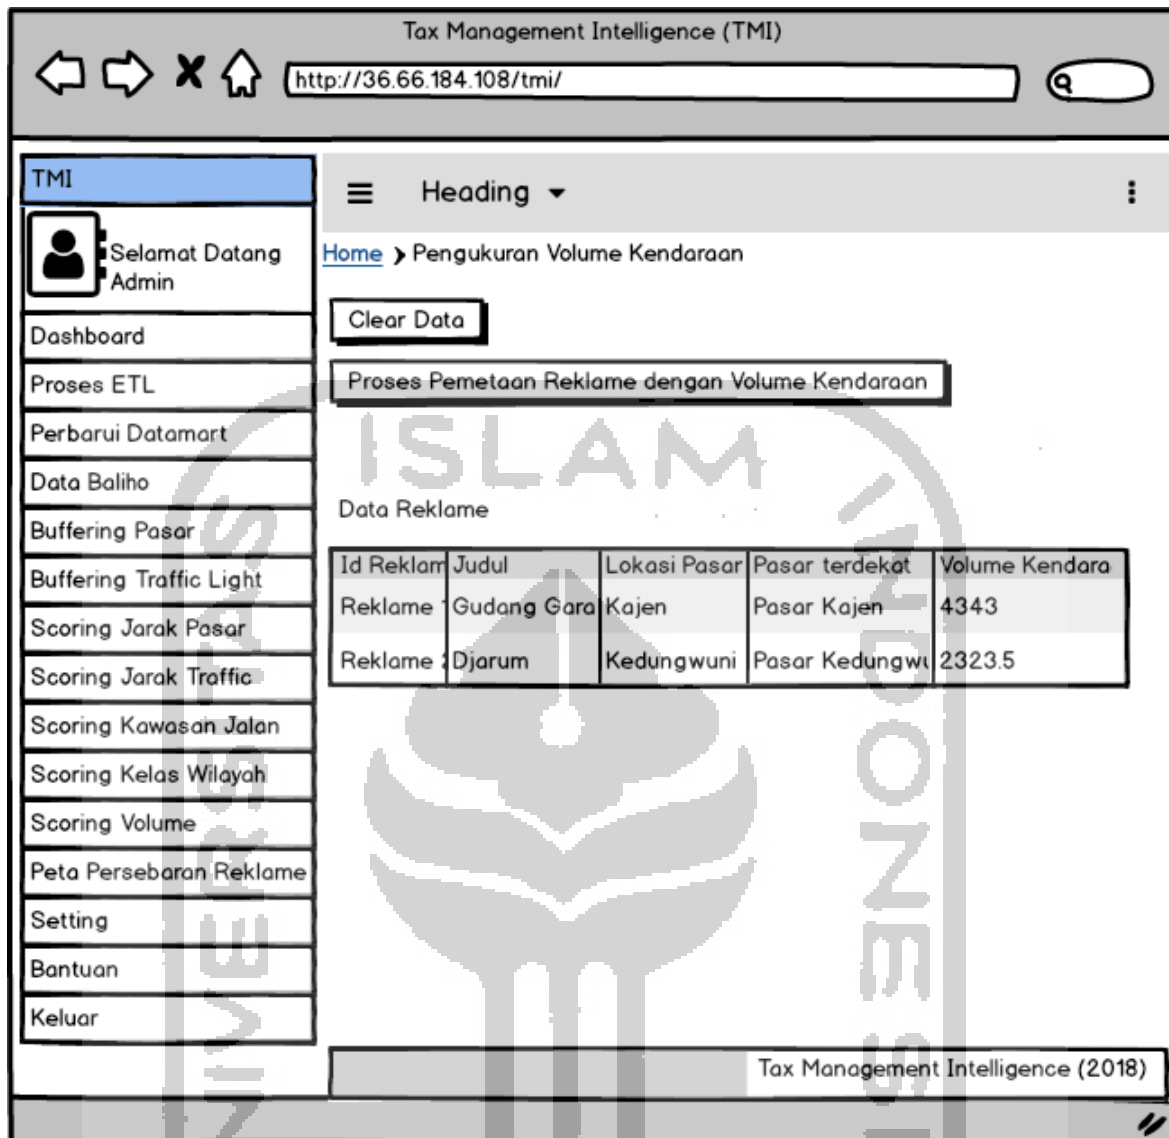 Tax Management Intelligence (TMI)
http://36.66.184.108/tmi/
TMI
Selamat Datang
Admin
Dashboard
Proses ETL
Perbarui Datamart
Data Baliho
Buffering Pasar
Buffering Traffic Light
Scoring Jarak Pasar
Scoring Jarak Traffic
Scoring Kawasan Jalan
Scoring Kelas Wilayah
Scoring Volume
Peta Persebaran Reklame
Setting
Bantuan
Keluar
Heading
Home Pengukuran Volume Kendaraan
Clear Data
Proses Pemetaan Reklame dengan Volume Kendaraan
Data Reklame
Id Reklam Judul Lokasi Pasar Pasar terdekat Volume Kendara
Reklame 1 Gudang Gara Kajen Pasar Kajen 4343
Reklame 2 Djarum Kedungwuni Pasar Kedungwu 2323.5
Tax Management Intelligence (2018)
ISLAM
INDONES
NIVERSITAS